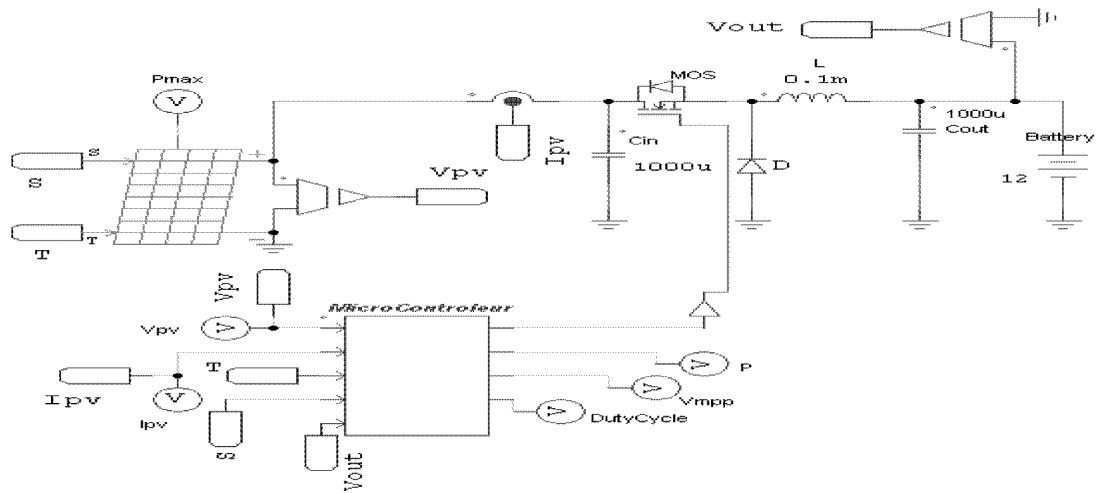 Vout
L
0.1m
MOS
Pmax
1000u
Cout
Battery
12
S
S
Ipv
Cin
1000u
Vpv
D
T
T
Vpv
MicroControleur
Vpv
V
T
Ipv
V
Ipv
S
Vout
V
P
V
Vmpp
V
DutyCycle
V